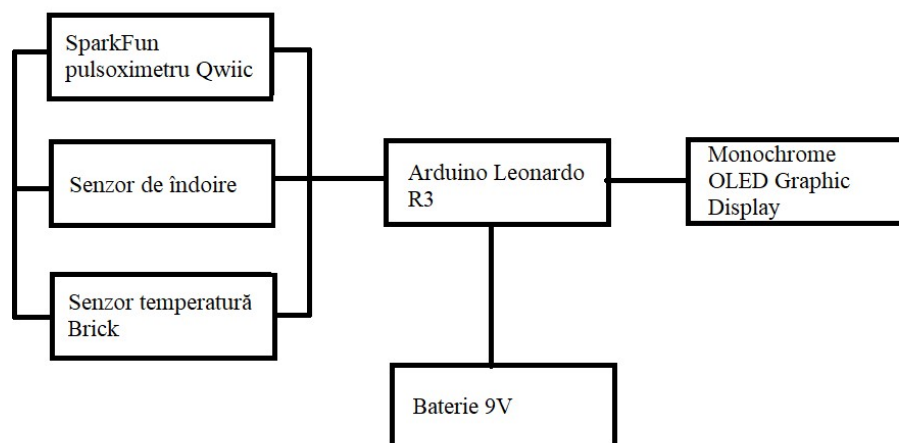 SparkFun
pulsoximetru Qwiic
Senzor de îndoire
Senzor temperatură
Brick
Arduino Leonardo
R3
Monochrome
OLED Graphic
Display
Baterie 9V